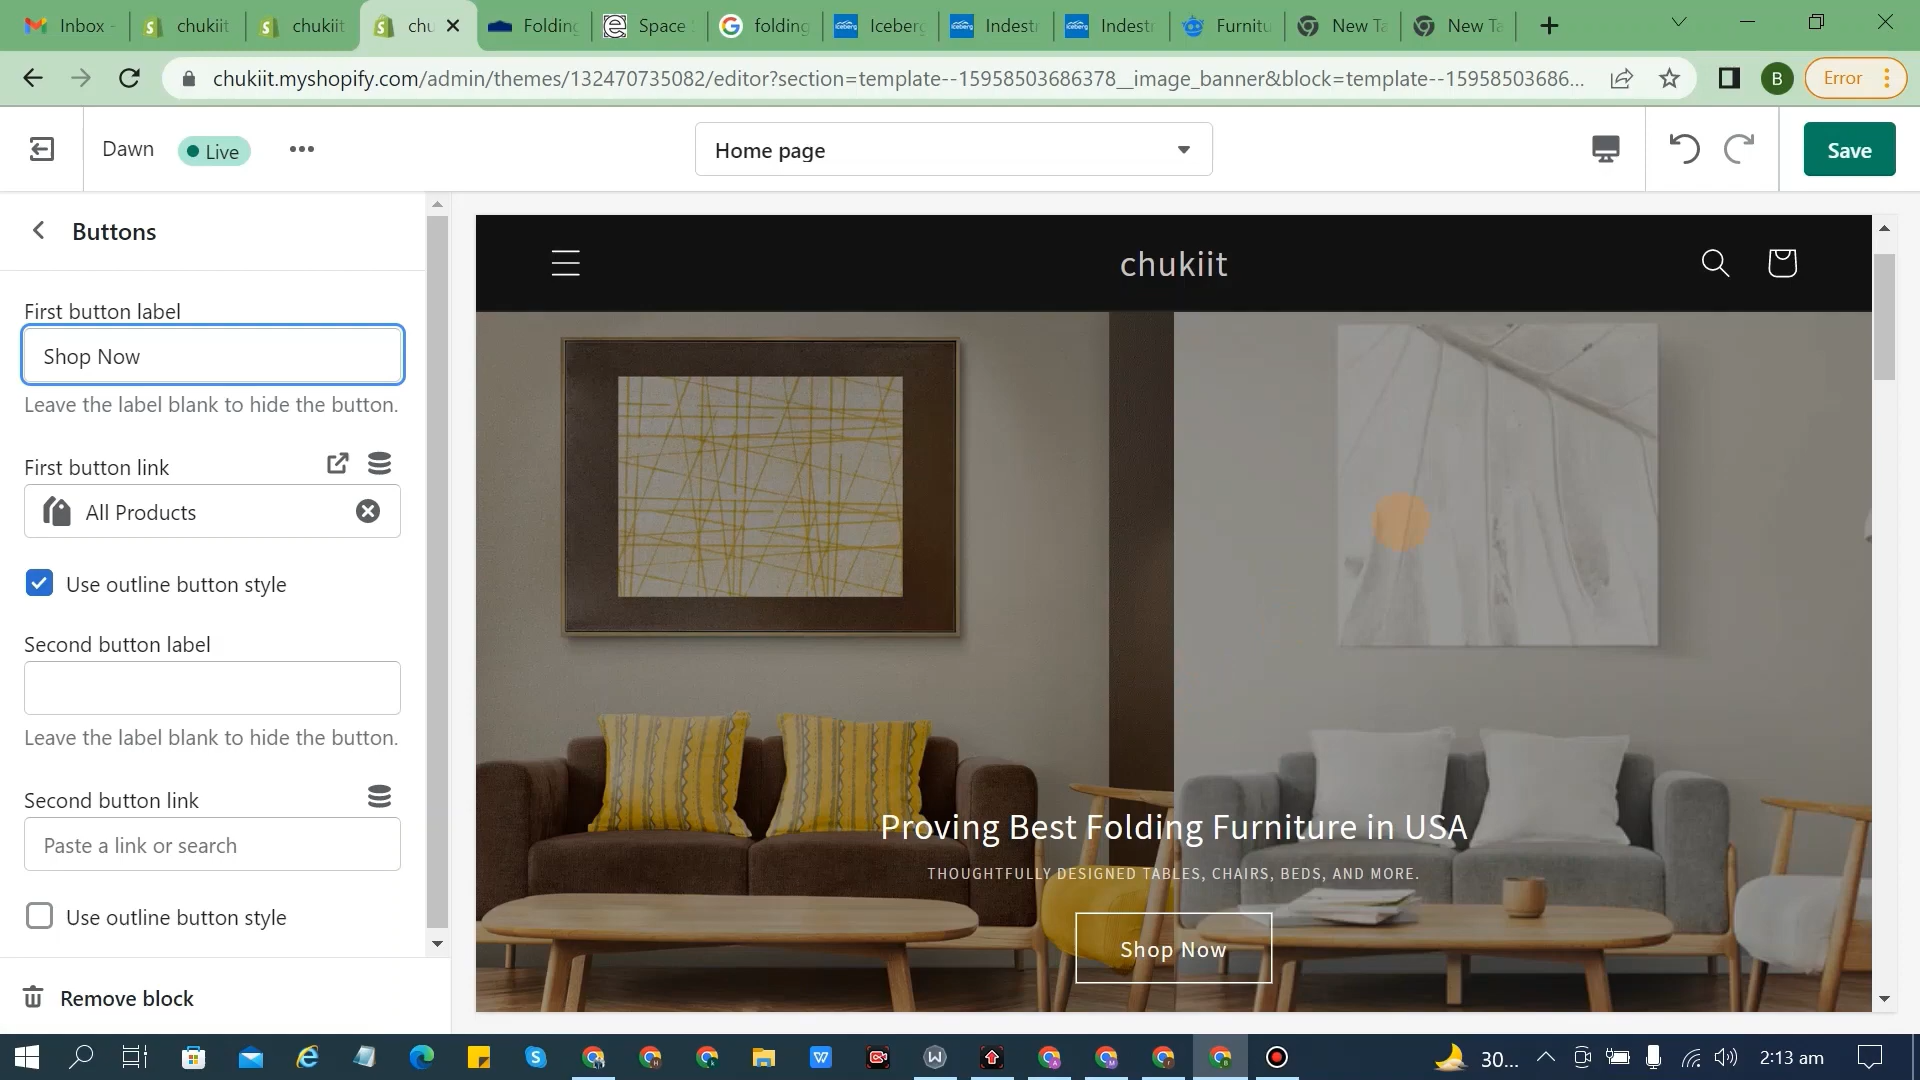 Inbox -
chukiit
chukiit
chu
Folding
Space
folding
Iceberg
Indestr
Indestr
Furnitu
New Ta
New Ta
chukiit.myshopify.com/admin/themes/132470735082/editor?section=template--15958503686378__image_banner&block=template--15958503686...
B
Error
Dawn
Live
Home page
Save
Buttons
First button label
Shop Now
Leave the label blank to hide the button.
First button link
All Products
Use outline button style
Second button label
Leave the label blank to hide the button.
Second button link
Paste a link or search
Use outline button style
Remove block
chukiit
Proving Best Folding Furniture in USA
THOUGHTFULLY DESIGNED TABLES, CHAIRS, BEDS, AND MORE.
Shop Now
30...
2:13 am